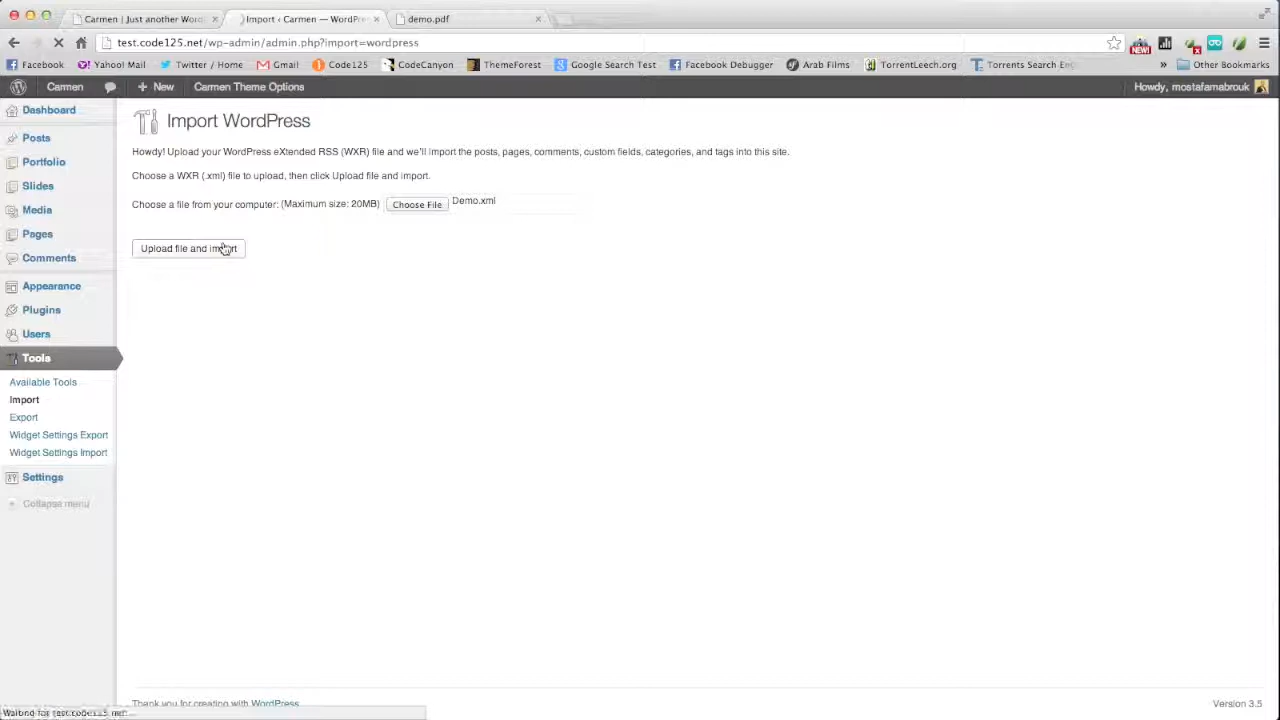 Carmen | Just another Word
Import ‹ Carmen — WordPre
demo.pdf
test.code125.net/wp-admin/admin.php?import=wordpress
Facebook
Yahoo! Mail
Twitter / Home
Gmail
Code125
CodeCanyon
ThemeForest
Google Search Test
Facebook Debugger
Arab Films
TorrentLeech.org
Torrents Search Eng
»
Other Bookmarks
NEW!
Carmen
+ New
Carmen Theme Options
Howdy, mostafamabrouk
Dashboard
Posts
Portfolio
Slides
Media
Pages
Comments
Appearance
Plugins
Users
Tools
Available Tools
Import
Export
Widget Settings Export
Widget Settings Import
Settings
Collapse menu
Import WordPress
Howdy! Upload your WordPress eXtended RSS (WXR) file and we'll import the posts, pages, comments, custom fields, categories, and tags into this site.
Choose a WXR (.xml) file to upload, then click Upload file and import.
Choose a file from your computer: (Maximum size: 20MB) Choose File Demo.xml
Upload file and import
Thank you for creating with WordPress
Version 3.5
Waiting for test.code125.net...